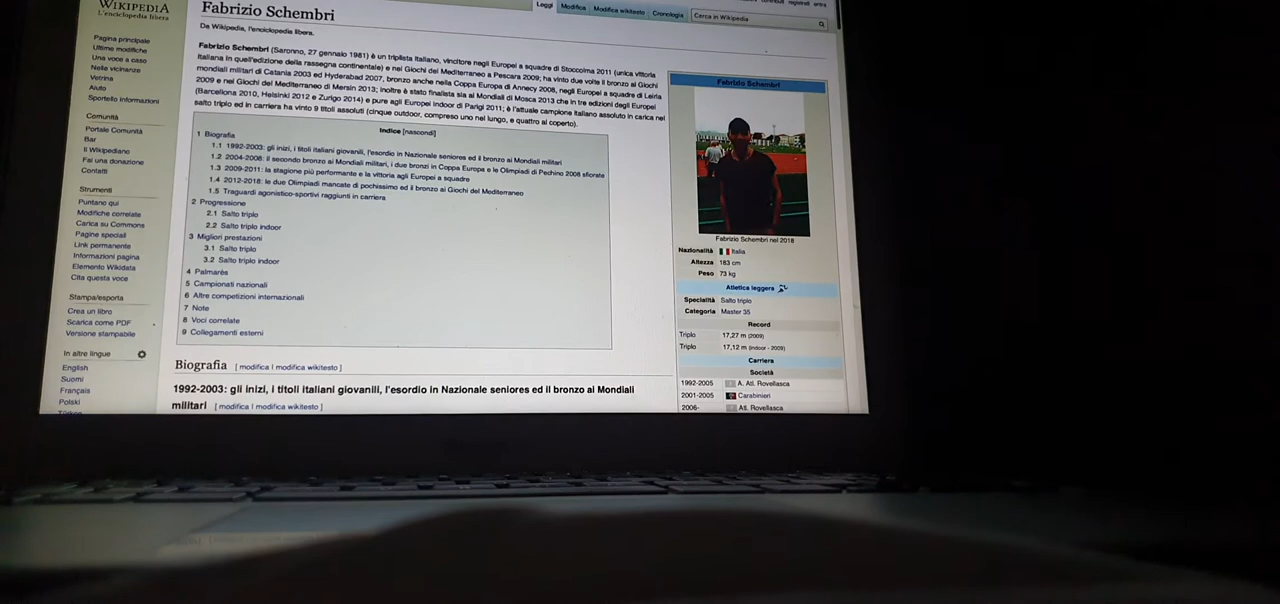 WIKIPEDIA
L'enciclopedia libera
Pagina principale
Ultime modifiche
Una voce a caso
Nelle vicinanze
Vetrina
Aiuto
Sportello informazioni
Comunità
Portale Comunità
Bar
Il Wikipediano
Fai una donazione
Contatti
Strumenti
Puntano qui
Modifiche correlate
Carica su Commons
Pagine speciali
Link permanente
Informazioni pagina
Elemento Wikidata
Cita questa voce
Stampa/esporta
Crea un libro
Scarica come PDF
Versione stampabile
In altre lingue
English
Suomi
Français
Polski
Leggi Modifica Modifica wikitesto Cronologia Cerca in Wikipedia
Fabrizio Schembri
Da Wikipedia, l'enciclopedia libera.
Fabrizio Schembri (Saronno, 27 gennaio 1981) è un triplista italiano, vincitore negli Europei a squadre di Stoccolma 2011 (unica vittoria
italiana in quell'edizione della rassegna continentale) e nei Giochi del Mediterraneo a Pescara 2009; ha vinto due volte il bronzo ai Giochi
mondiali militari di Catania 2003 ed Hyderabad 2007, bronzo anche nella Coppa Europa di Annecy 2008, negli Europei a squadre di Leiria
2009 e nei Giochi del Mediterraneo di Mersin 2013; inoltre è stato finalista sia ai Mondiali di Mosca 2013 che in tre edizioni degli Europei
(Barcellona 2010, Helsinki 2012 e Zurigo 2014) e pure agli Europei indoor di Parigi 2011; è l'attuale campione italiano assoluto in carica nel
salto triplo ed in carriera ha vinto 9 titoli assoluti (cinque outdoor, compreso uno nel lungo, e quattro al coperto).
Indice [nascondi]
1 Biografia
1.1 1992-2003: gli inizi, i titoli italiani giovanili, l'esordio in Nazionale seniores ed il bronzo ai Mondiali militari
1.2 2004-2008: il secondo bronzo ai Mondiali militari, i due bronzi in Coppa Europa e le Olimpiadi di Pechino 2008 sfiorate
1.3 2009-2011: la stagione più performante e la vittoria agli Europei a squadre
1.4 2012-2018: le due Olimpiadi mancate di pochissimo ed il bronzo ai Giochi del Mediterraneo
1.5 Traguardi agonistico-sportivi raggiunti in carriera
2 Progressione
2.1 Salto triplo
2.2 Salto triplo indoor
3 Migliori prestazioni
3.1 Salto triplo
3.2 Salto triplo indoor
4 Palmarès
5 Campionati nazionali
6 Altre competizioni internazionali
7 Note
8 Voci correlate
9 Collegamenti esterni
Biografia [ modifica | modifica wikitesto ]
1992-2003: gli inizi, i titoli italiani giovanili, l'esordio in Nazionale seniores ed il bronzo ai Mondiali
militari [ modifica | modifica wikitesto ]
Fabrizio Schembri
Fabrizio Schembri nel 2018
Nazionalità Italia
Altezza 183 cm
Peso 73 kg
Atletica leggera
Specialità Salto triplo
Categoria Master 35
Record
Triplo 17,27 m (2009)
Triplo 17,12 m (indoor - 2009)
Carriera
Società
1992-2005 A. Atl. Rovellasca
2001-2005 Carabinieri
2006- Atl. Rovellasca